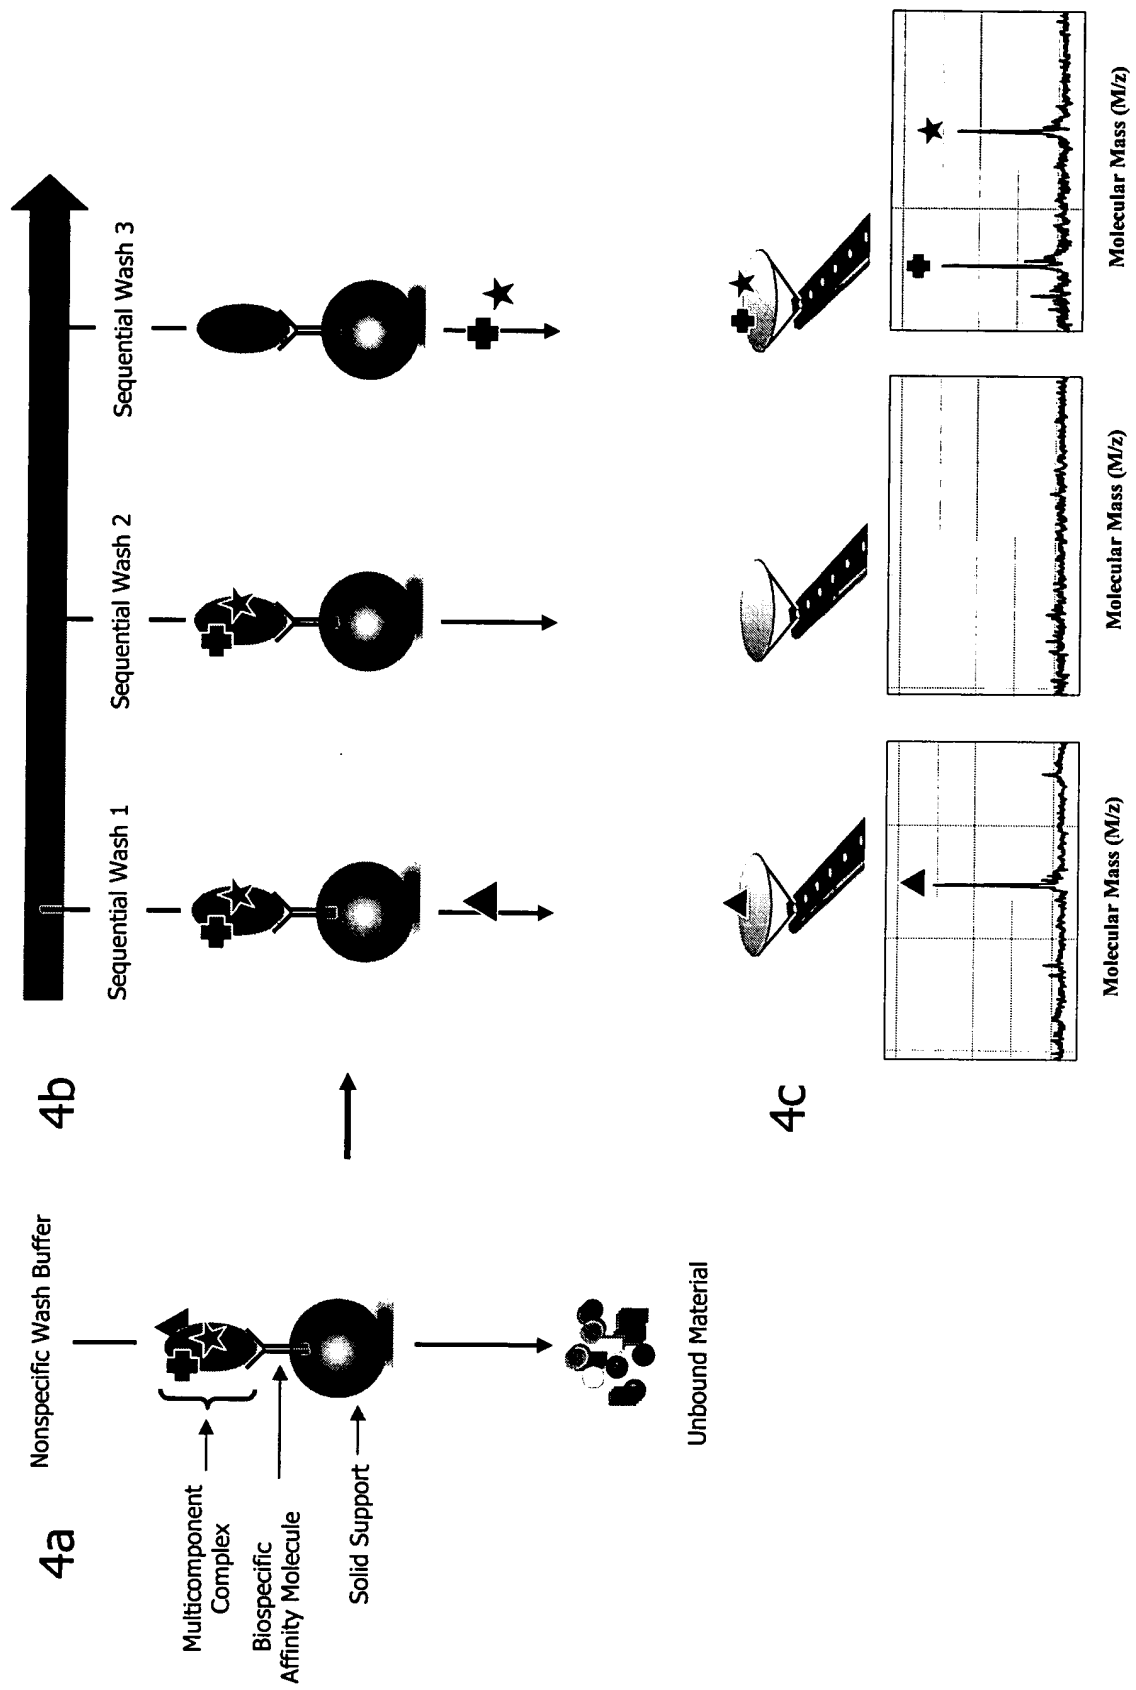 4a
Nonspecific Wash Buffer
Multicomponent
Complex
Biospecific
Affinity Molecule
Solid Support
Unbound Material
4b
Sequential Wash 1
Sequential Wash 2
Sequential Wash 3
4c
Molecular Mass (M/z)
Molecular Mass (M/z)
Molecular Mass (M/z)